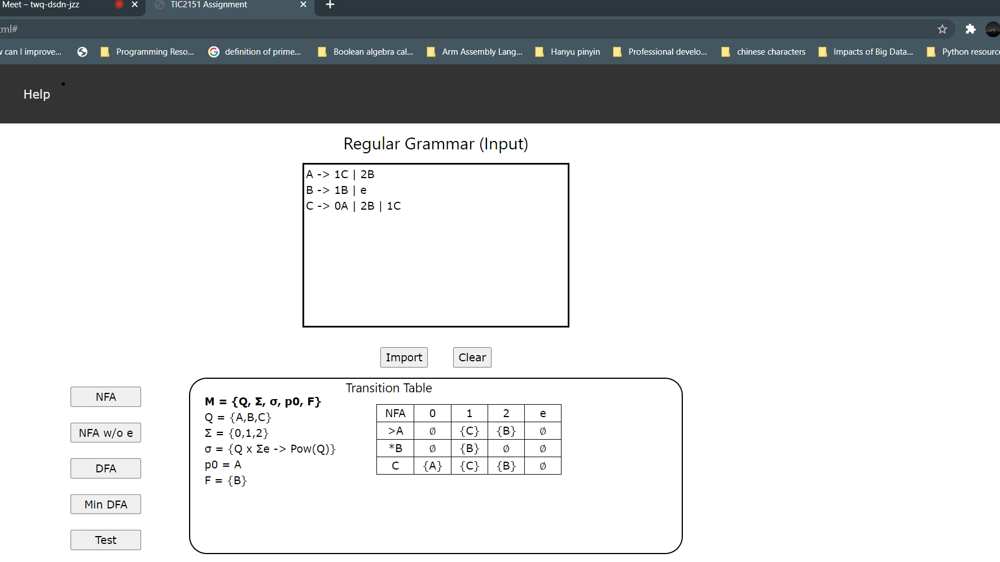 Meet – twq-dsdn-jzz TIC2151 Assignment
tml#
can I improve... Programming Reso... definition of prime... Boolean algebra cal... Arm Assembly Lang... Hanyu pinyin Professional develo... chinese characters Impacts of Big Data... Python resourc
Help
Regular Grammar (Input)
A -> 1C | 2B
B -> 1B | e
C -> 0A | 2B | 1C
Import Clear
NFA
NFA w/o e
DFA
Min DFA
Test
Transition Table
M = {Q, Σ, σ, p0, F}
Q = {A,B,C}
Σ = {0,1,2}
σ = {Q x Σe -> Pow(Q)}
p0 = A
F = {B}
NFA 0 1 2 e
>A ∅ {C} {B} ∅
*B ∅ {B} ∅ ∅
C {A} {C} {B} ∅